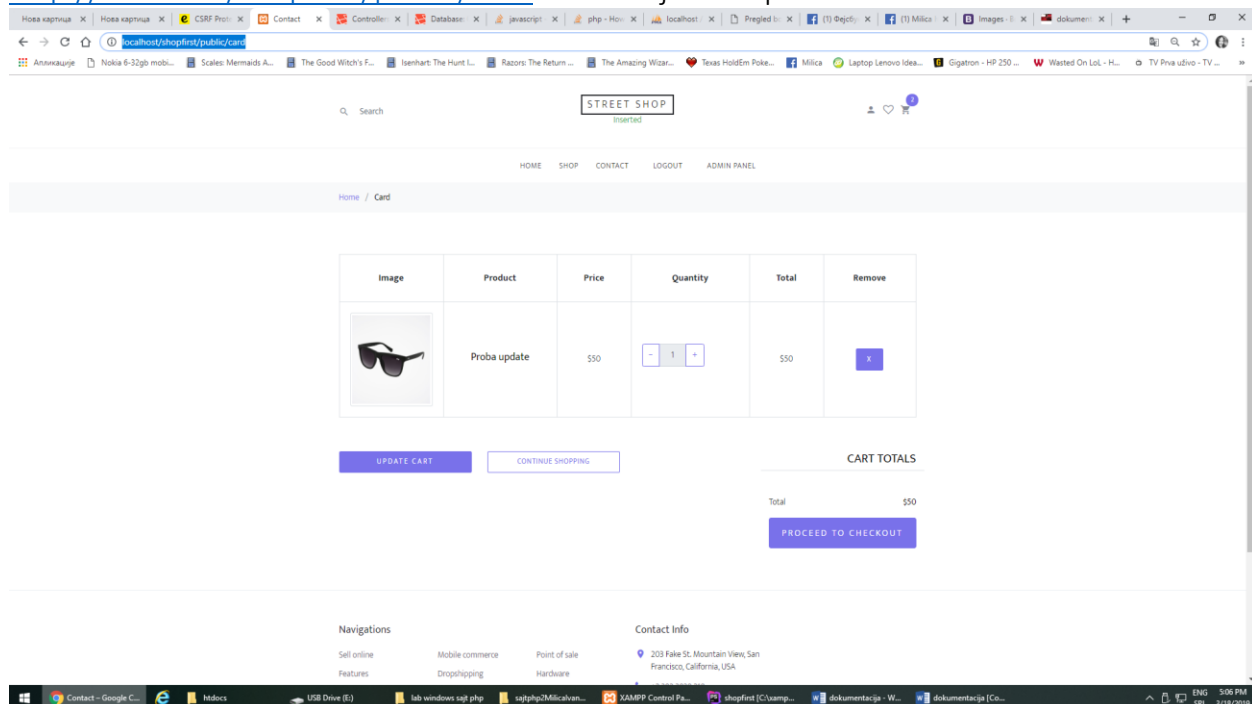 Нова картица
Нова картица
CSRF Prote
Contact
Controller
Database:
javascript
php - How
localhost /
Pregled b
(1) Фејсбу
(1) Milica
Images - B
dokument
localhost/shopfirst/public/card
Апликације
Nokia 6-32gb mobi...
Scales: Mermaids A...
The Good Witch's F...
Isenhart: The Hunt I...
Razors: The Return ...
The Amazing Wizar...
Texas HoldEm Poke...
Milica
Laptop Lenovo Idea...
Gigatron - HP 250 ...
Wasted On LoL - H...
TV Prva uživo - TV ...
Search
STREET SHOP
2
Inserted
HOME SHOP CONTACT LOGOUT ADMIN PANEL
Home / Card
Image Product Price Quantity Total Remove
Proba update $50 - 1 + $50 X
UPDATE CART CONTINUE SHOPPING
CART TOTALS
Total $50
PROCEED TO CHECKOUT
Navigations Contact Info
Sell online Mobile commerce Point of sale
203 Fake St. Mountain View, San
Francisco, California, USA
Features Dropshipping Hardware
Contact - Google C...
htdocs
USB Drive (E:)
lab windows sajt php
sajtphp2Milicalvan...
XAMPP Control Pa...
shopfirst [C:\xamp...
dokumentacija - W...
dokumentacija [Co...
ENG 5:06 PM